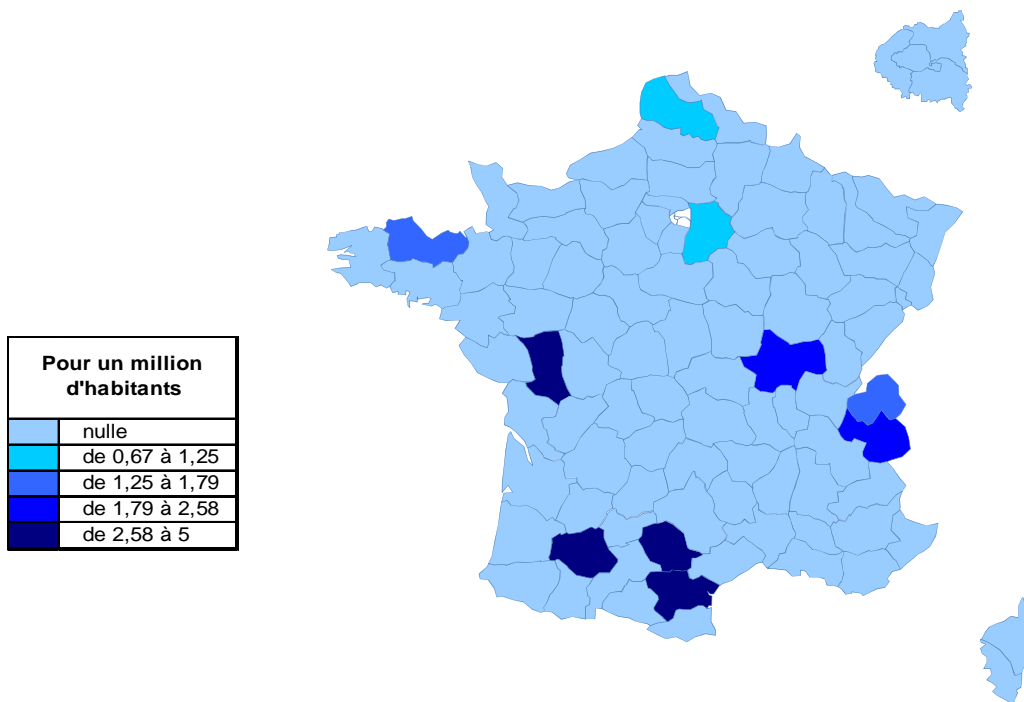 Pour un million
d'habitants
nulle
de 0,67 à 1,25
de 1,25 à 1,79
de 1,79 à 2,58
de 2,58 à 5